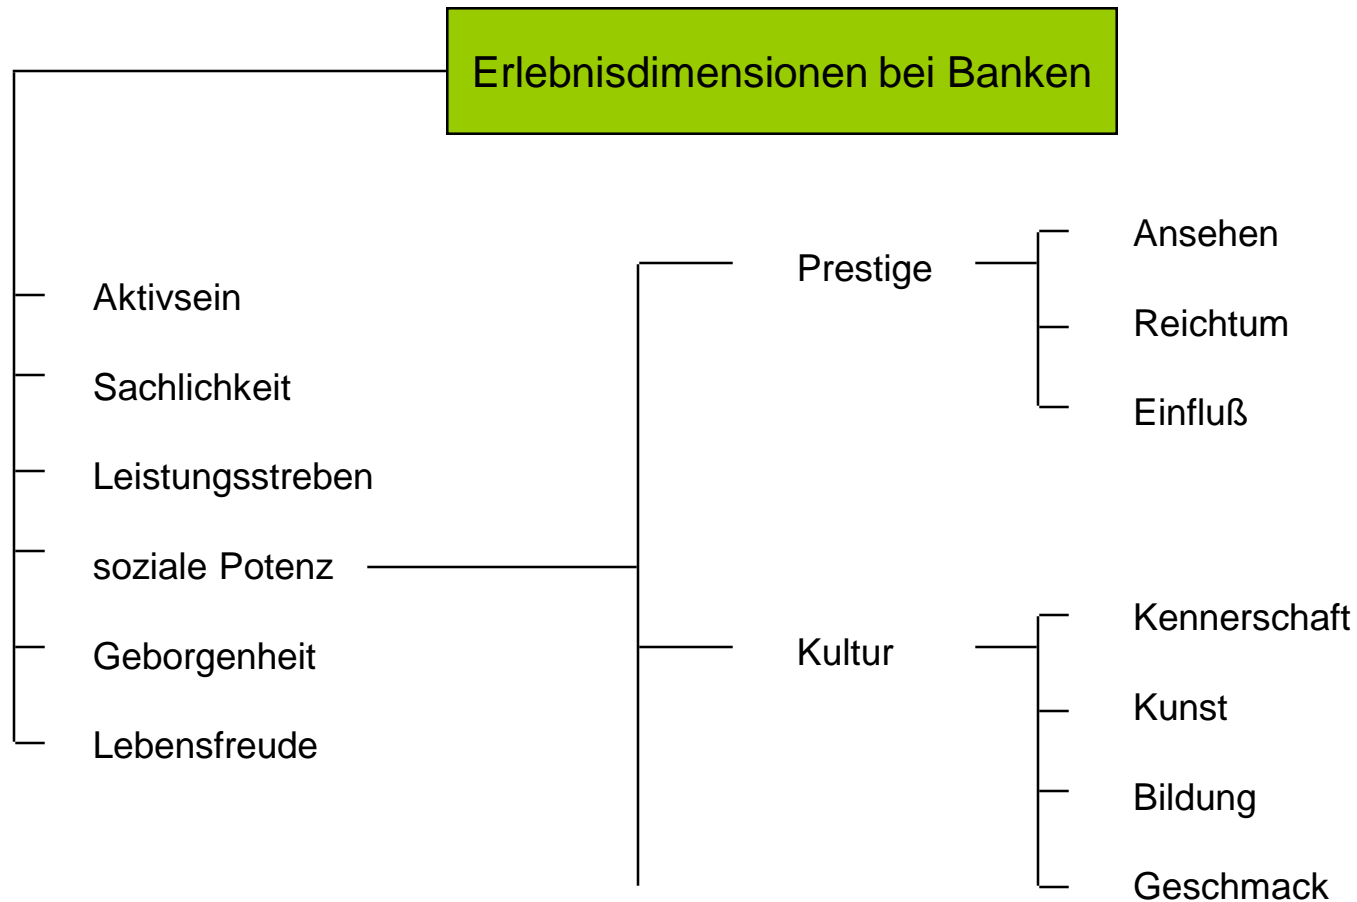 Erlebnisdimensionen bei Banken
Aktivsein
Sachlichkeit
Leistungsstreben
soziale Potenz
Geborgenheit
Lebensfreude
Prestige
Ansehen
Reichtum
Einfluß
Kultur
Kennerschaft
Kunst
Bildung
Geschmack